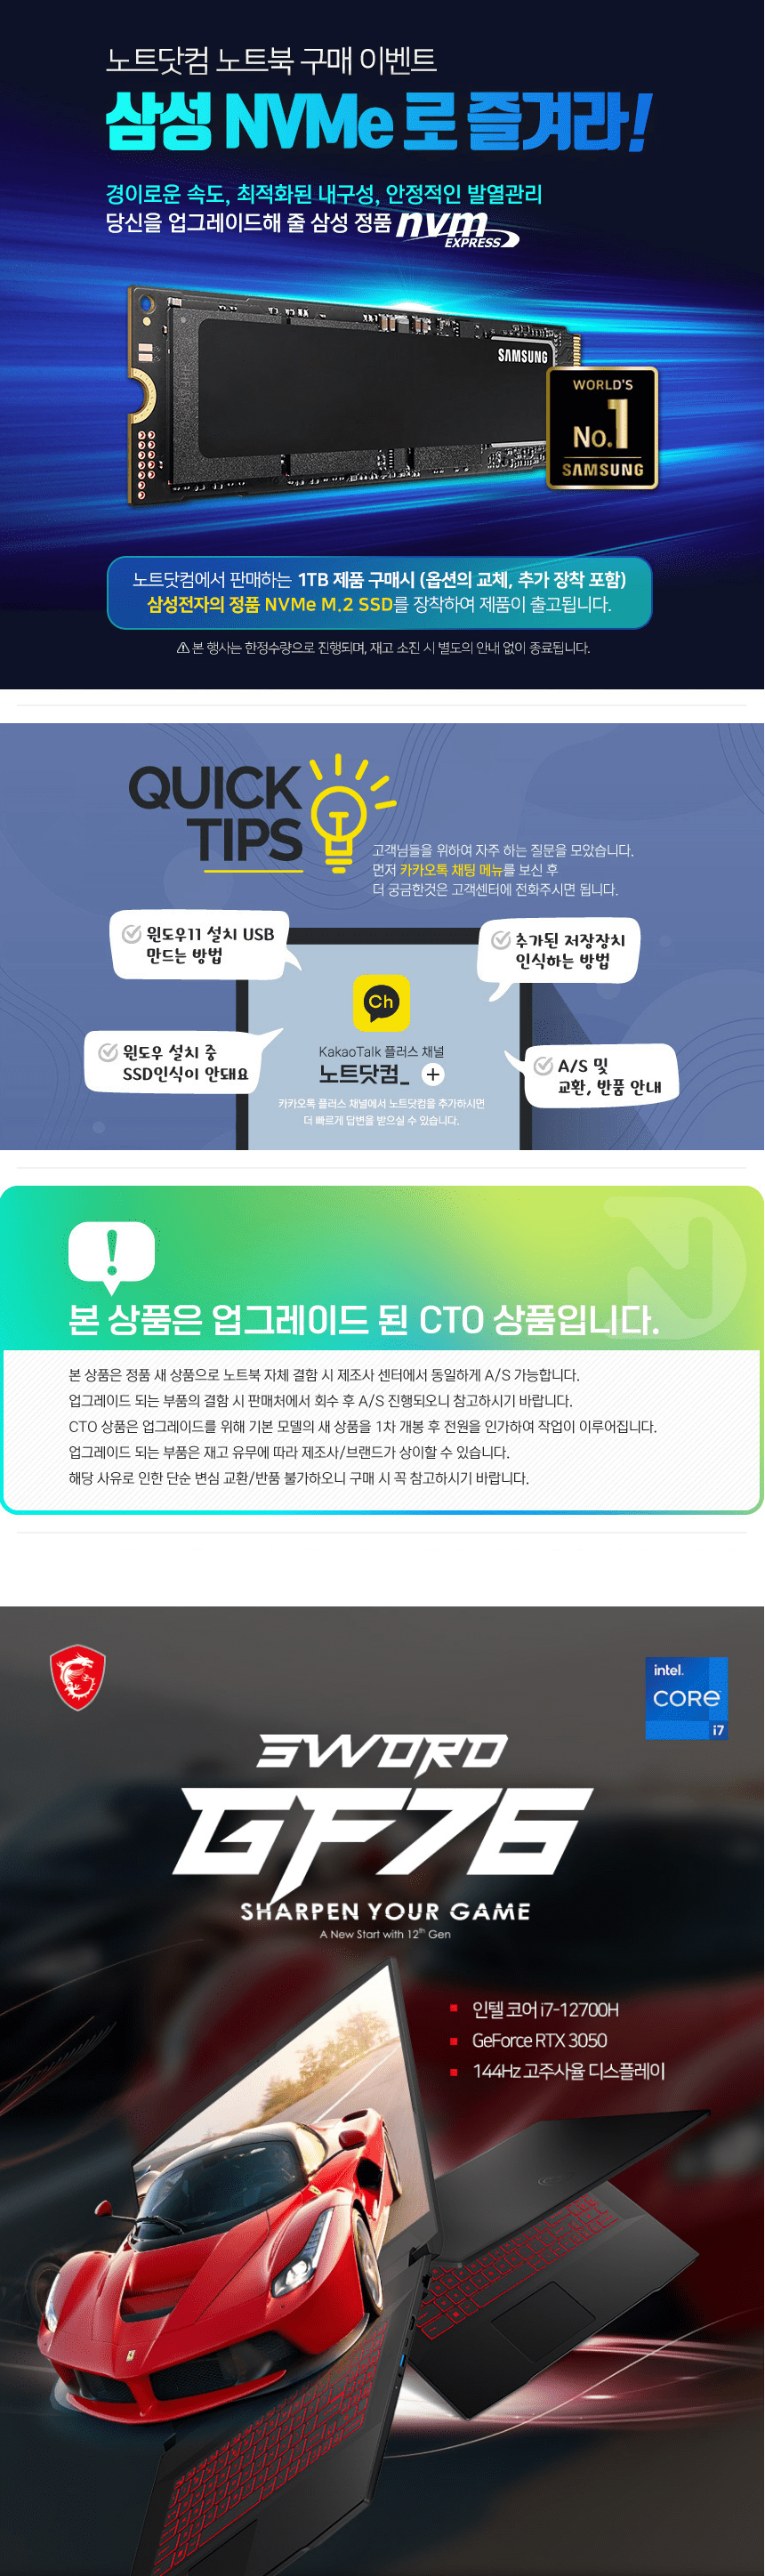 노트닷컴 노트북 구매 이벤트
삼성 NVMe 로 즐겨라!
경이로운 속도, 최적화된 내구성, 안정적인 발열관리
당신을 업그레이드해 줄 삼성 정품 nvm
EXPRESS
SAMSUNG
WORLD'S
No.1
SAMSUNG
노트닷컴에서 판매하는 1TB 제품 구매시 (옵션의 교체, 추가 장착 포함)
삼성전자의 정품 NVMe M.2 SSD를 장착하여 제품이 출고됩니다.
⚠ 본 행사는 한정수량으로 진행되며, 재고 소진 시 별도의 안내 없이 종료됩니다.
QUICK
TIPS
고객님들을 위하여 자주 하는 질문을 모았습니다.
먼저 카카오톡 채팅 메뉴를 보신 후
더 궁금한것은 고객센터에 전화주시면 됩니다.
윈도우11 설치 USB
만드는 방법
추가된 저장장치
인식하는 방법
Ch
윈도우 설치 중
SSD인식이 안돼요
KakaoTalk 플러스 채널
노트닷컴_ +
A/S 및
교환, 반품 안내
카카오톡 플러스 채널에서 노트닷컴을 추가하시면
더 빠르게 답변을 받으실 수 있습니다.
!
본 상품은 업그레이드 된 CTO 상품입니다.
본 상품은 정품 새 상품으로 노트북 자체 결함 시 제조사 센터에서 동일하게 A/S 가능합니다.
업그레이드 되는 부품의 결함 시 판매처에서 회수 후 A/S 진행되오니 참고하시기 바랍니다.
CTO 상품은 업그레이드를 위해 기본 모델의 새 상품을 1차 개봉 후 전원을 인가하여 작업이 이루어집니다.
업그레이드 되는 부품은 재고 유무에 따라 제조사/브랜드가 상이할 수 있습니다.
해당 사유로 인한 단순 변심 교환/반품 불가하오니 구매 시 꼭 참고하시기 바랍니다.
intel.
CORE
i7
SWORD
GF76
SHARPEN YOUR GAME
A New Start with 12th Gen
인텔 코어 i7-12700H
GeForce RTX 3050
144Hz 고주사율 디스플레이